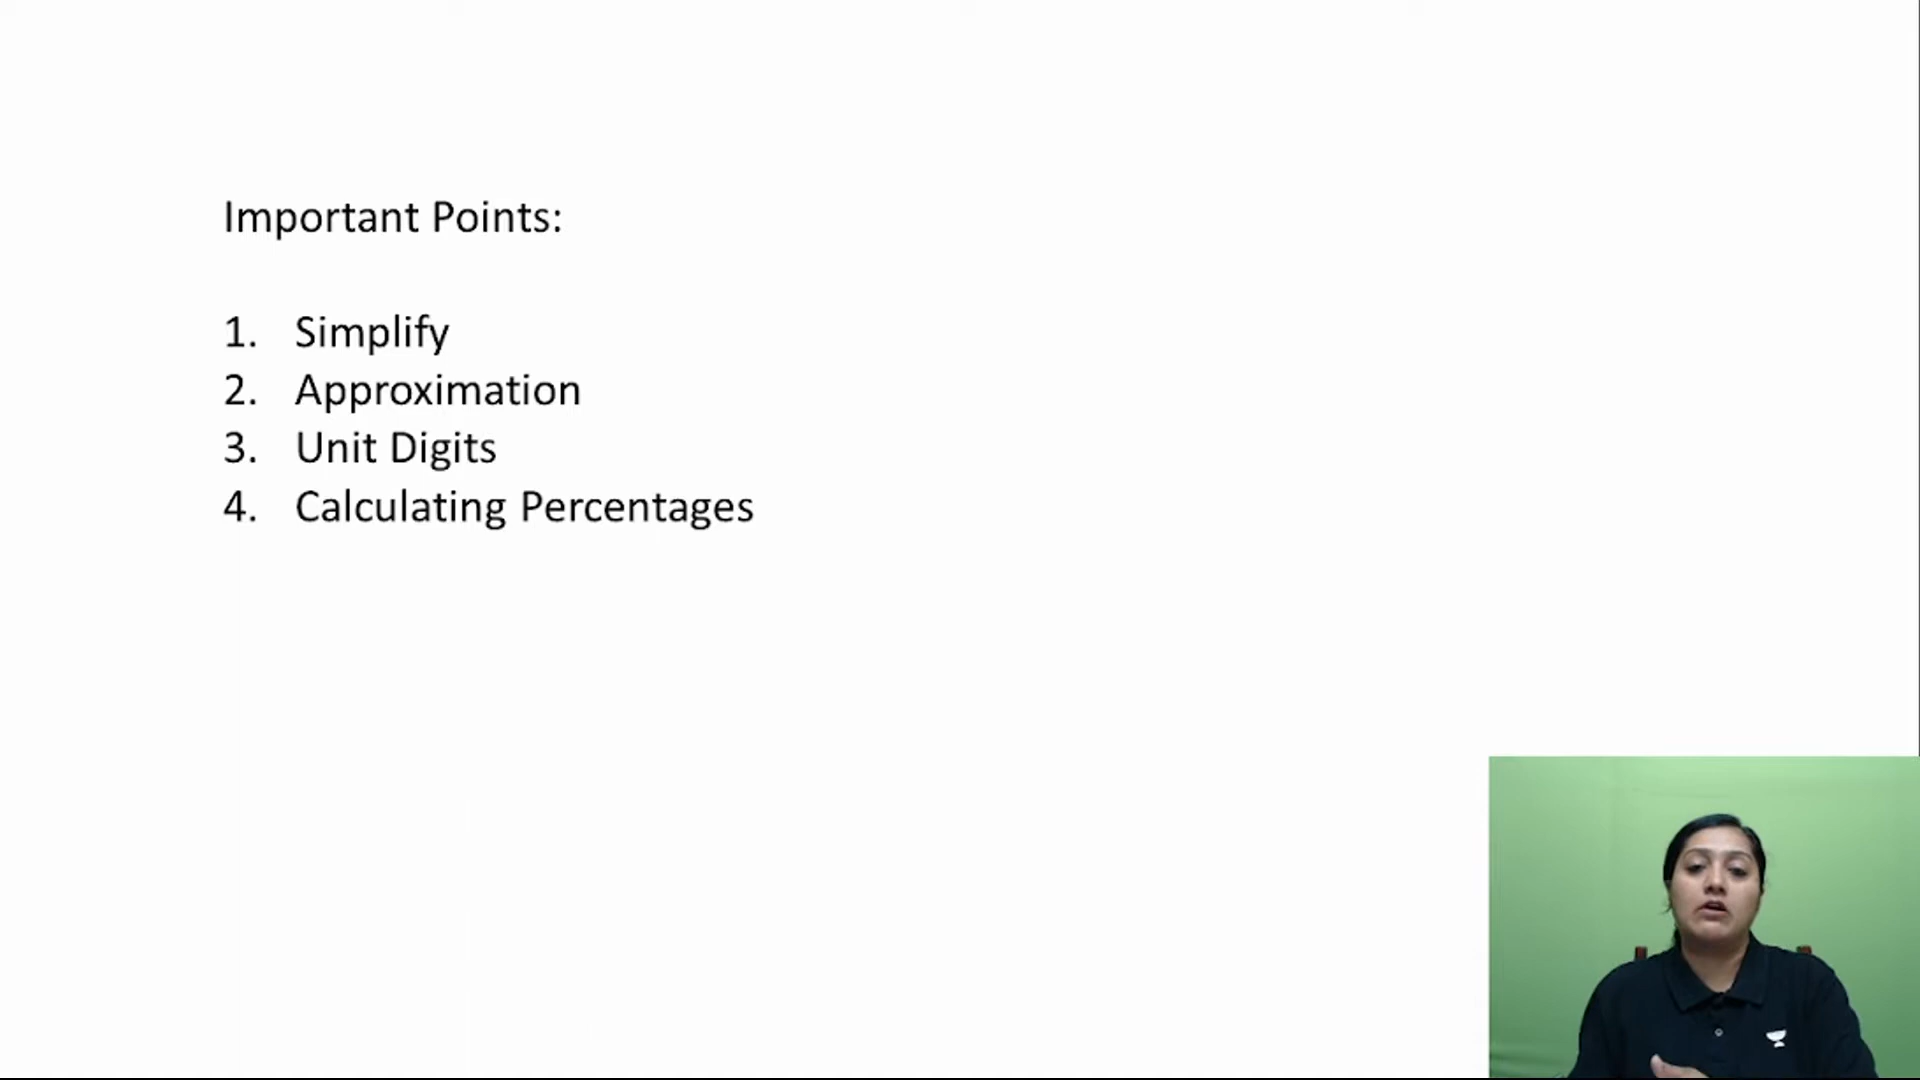 Important Points:
1. Simplify
2. Approximation
3. Unit Digits
4. Calculating Percentages